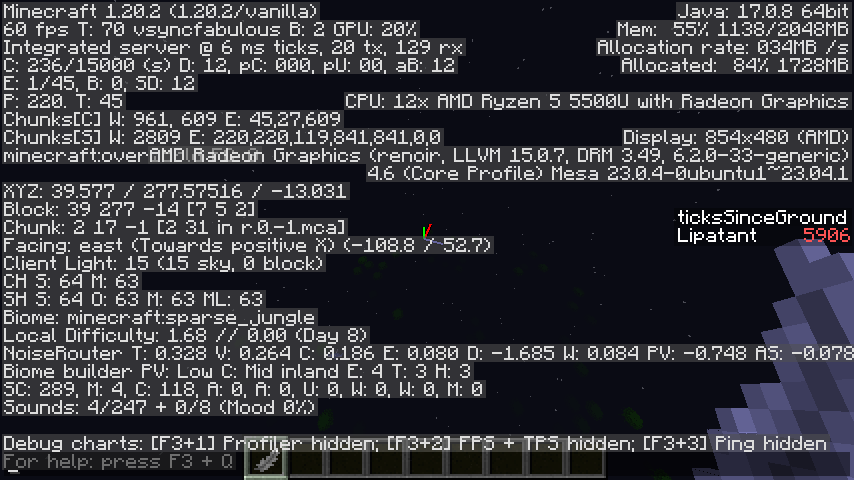 Minecraft 1.20.2 (1.20.2/vanilla)
60 fps T: 70 vsyncfabulous B: 2 GPU: 20%
Integrated server @ 6 ms ticks, 20 tx, 129 rx
C: 236/15000 (s) D: 12, pC: 000, pU: 00, aB: 12
E: 1/45, B: 0, SD: 12
P: 220. T: 45
Chunks[C] W: 961, 609 E: 45,27,609
Chunks[S] W: 2809 E: 220,220,119,841,841,0,0
minecraft:over
XYZ: 39.577 / 277.57516 / -13.031
Block: 39 277 -14 [7 5 2]
Chunk: 2 17 -1 [2 31 in r.0.-1.mca]
Facing: east (Towards positive X) (-108.8 / 52.7)
Client Light: 15 (15 sky, 0 block)
CH S: 64 M: 63
SH S: 64 O: 63 M: 63 ML: 63
Biome: minecraft:sparse_jungle
Local Difficulty: 1.68 // 0.00 (Day 8)
NoiseRouter T: 0.328 V: 0.264 C: 0.186 E: 0.080 D: -1.685 W: 0.084 PV: -0.748 AS: -0.078
Biome builder PV: Low C: Mid inland E: 4 T: 3 H: 3
SC: 289, M: 4, C: 118, A: 0, A: 0, U: 0, W: 0, W: 0, M: 0
Sounds: 4/247 + 0/8 (Mood 0%)
Debug charts: [F3+1] Profiler hidden; [F3+2] FPS + TPS hidden; [F3+3] Ping hidden
For help: press F3 + Q
Java: 17.0.8 64bit
Mem: 55% 1138/2048MB
Allocation rate: 034MB /s
Allocated: 84% 1728MB
CPU: 12x AMD Ryzen 5 5500U with Radeon Graphics
Display: 854x480 (AMD)
AMD Radeon Graphics (renoir, LLVM 15.0.7, DRM 3.49, 6.2.0-33-generic)
4.6 (Core Profile) Mesa 23.0.4-0ubuntu1~23.04.1
ticksSinceGround
Lipatant 5906